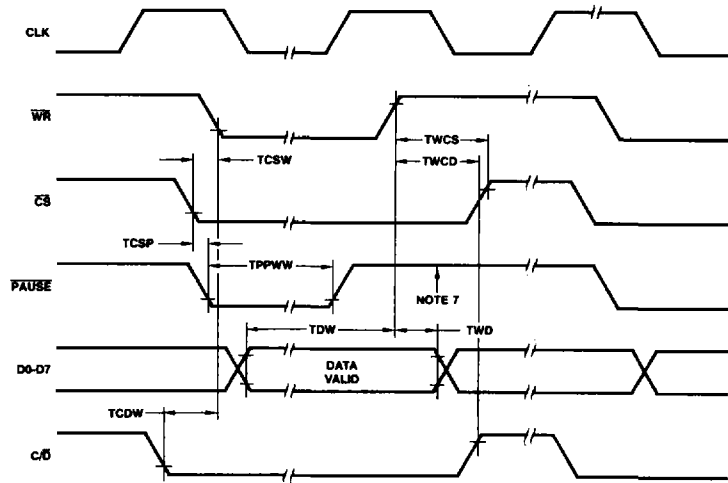 CLK
WR
TWCS
TCSW
TWCD
CS
TCSP
TPPWW
PAUSE
NOTE 7
TDW
TWD
D0-D7
DATA
VALID
TCDW
C/D